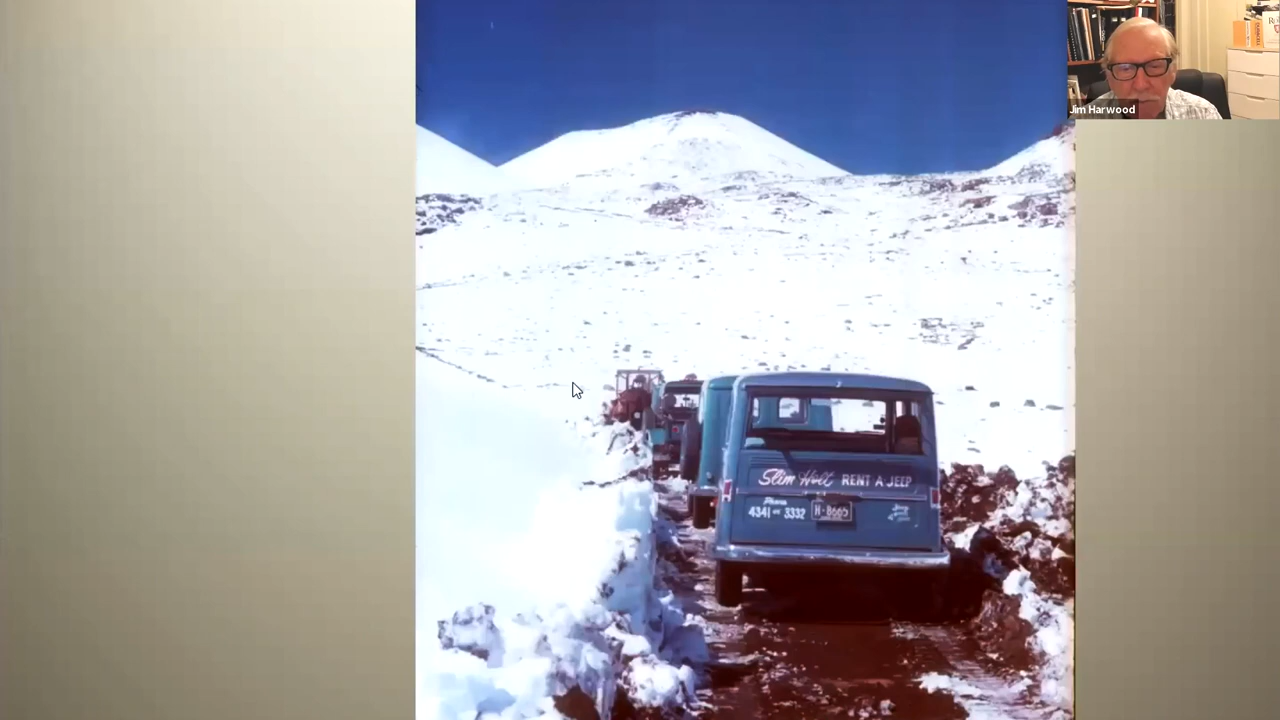 Jim Harwood
Slim Holt RENT A JEEP
Phone
4341 or 3332
H-8665